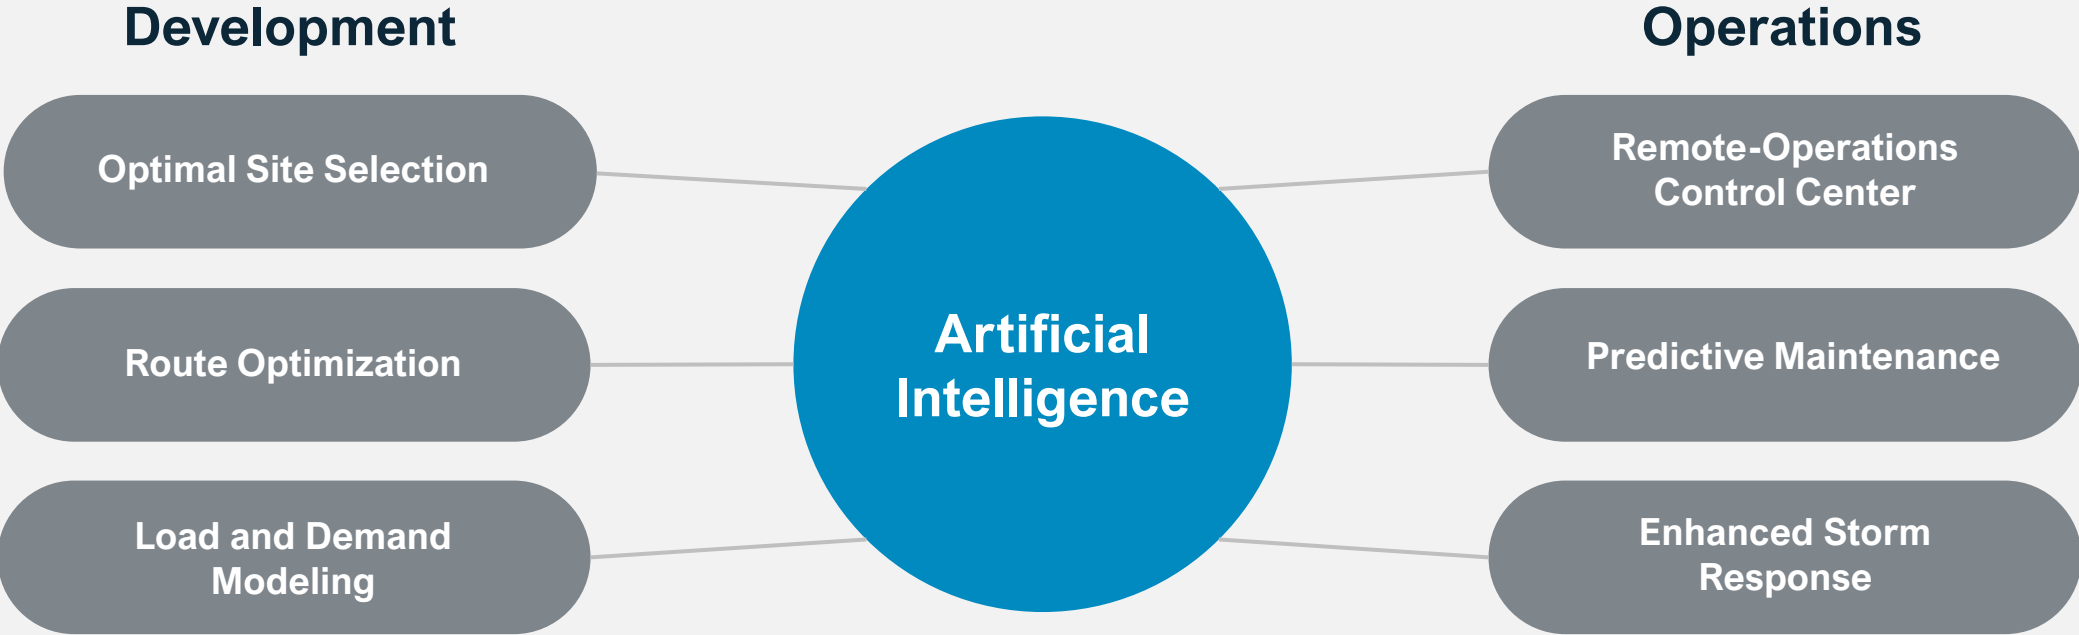 Development
Optimal Site Selection
Route Optimization
Load and Demand
Modeling
Artificial
Intelligence
Operations
Remote-Operations
Control Center
Predictive Maintenance
Enhanced Storm
Response